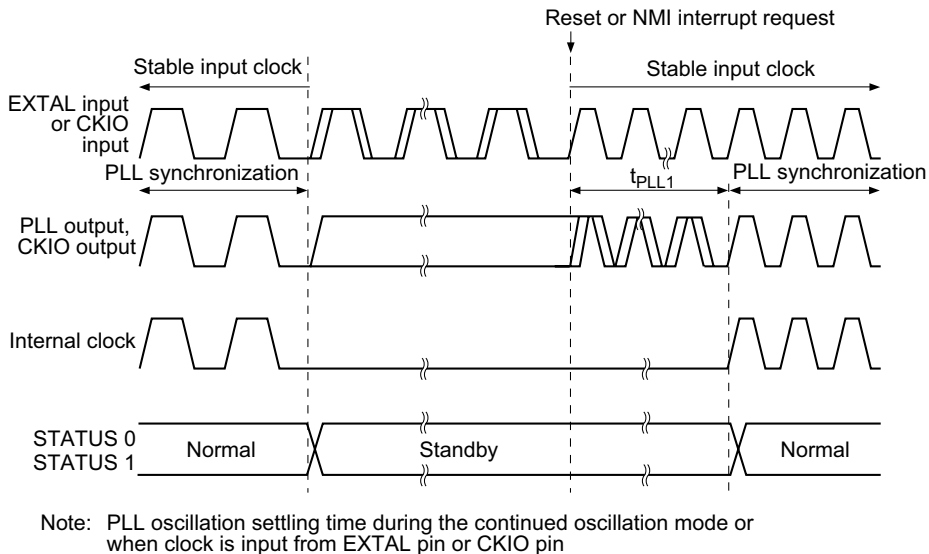 Reset or NMI interrupt request
Stable input clock
Stable input clock
EXTAL input
or CKIO
input
PLL synchronization
tPLL1
PLL synchronization
PLL output,
CKIO output
Internal clock
STATUS 0
STATUS 1
Normal
Standby
Normal
Note: PLL oscillation settling time during the continued oscillation mode or
when clock is input from EXTAL pin or CKIO pin